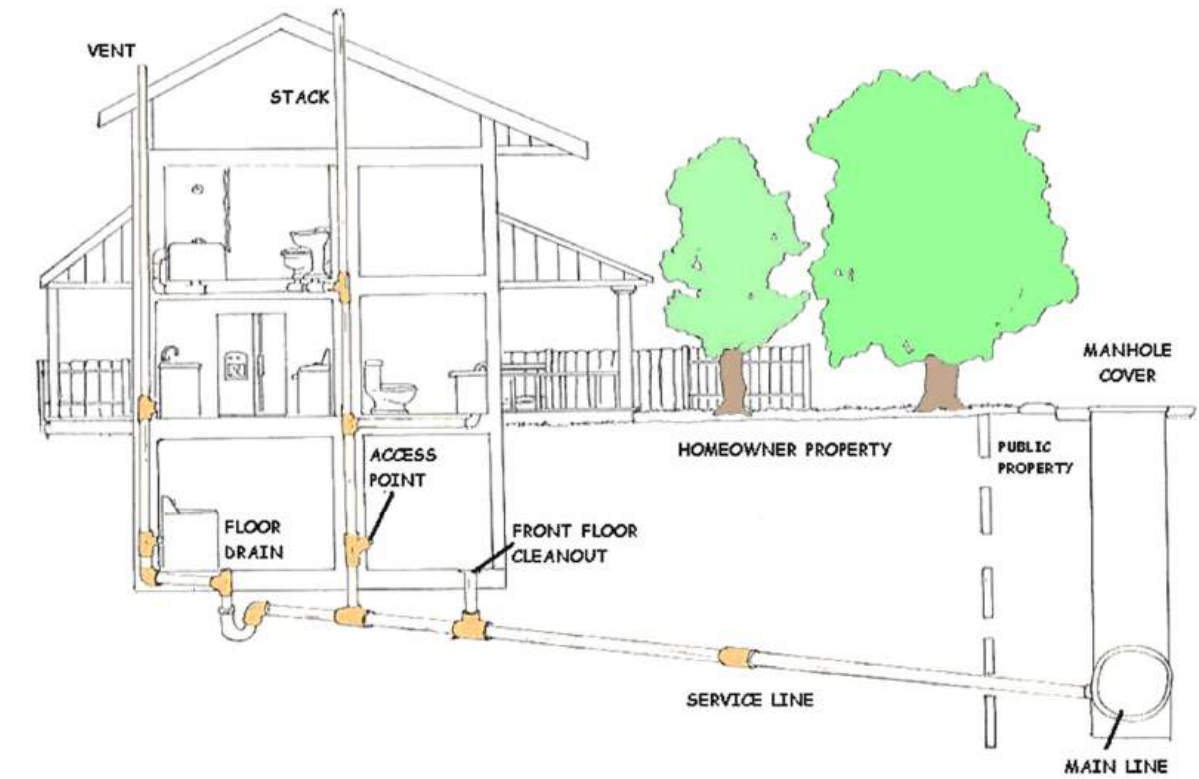 VENT
STACK
MANHOLE
COVER
HOMEOWNER PROPERTY
PUBLIC
PROPERTY
ACCESS
POINT
FLOOR
DRAIN
FRONT FLOOR
CLEANOUT
SERVICE LINE
MAIN LINE